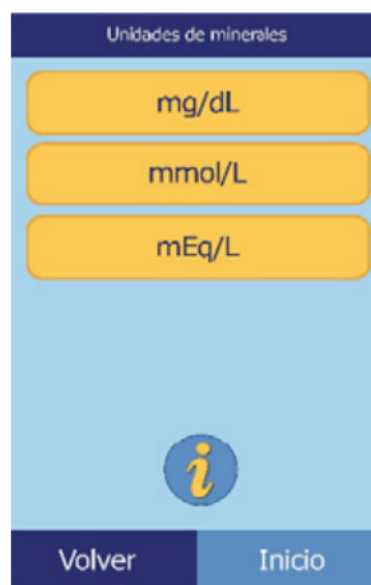 Unidades de minerales
mg/dL
mmol/L
mEq/L
i
Volver Inicio